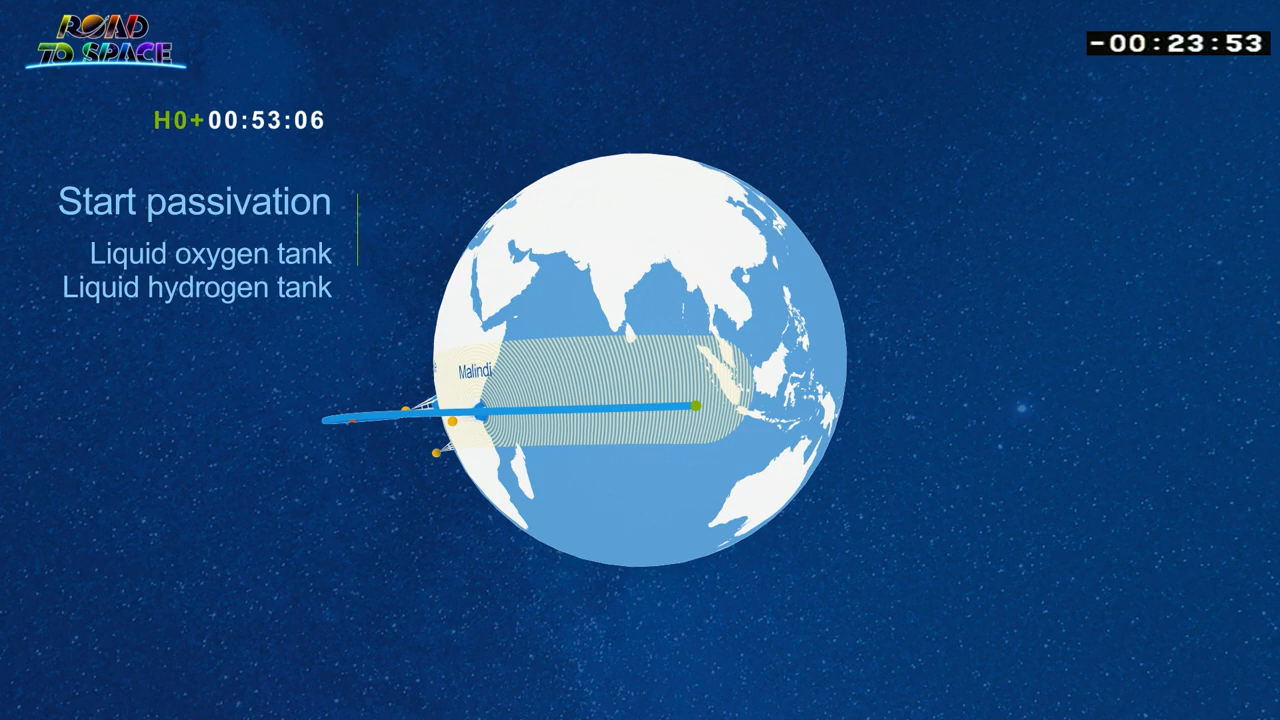 ROAD
TO SPACE
-00:23:53
H0+00:53:06
Start passivation
Liquid oxygen tank
Liquid hydrogen tank
Malindi